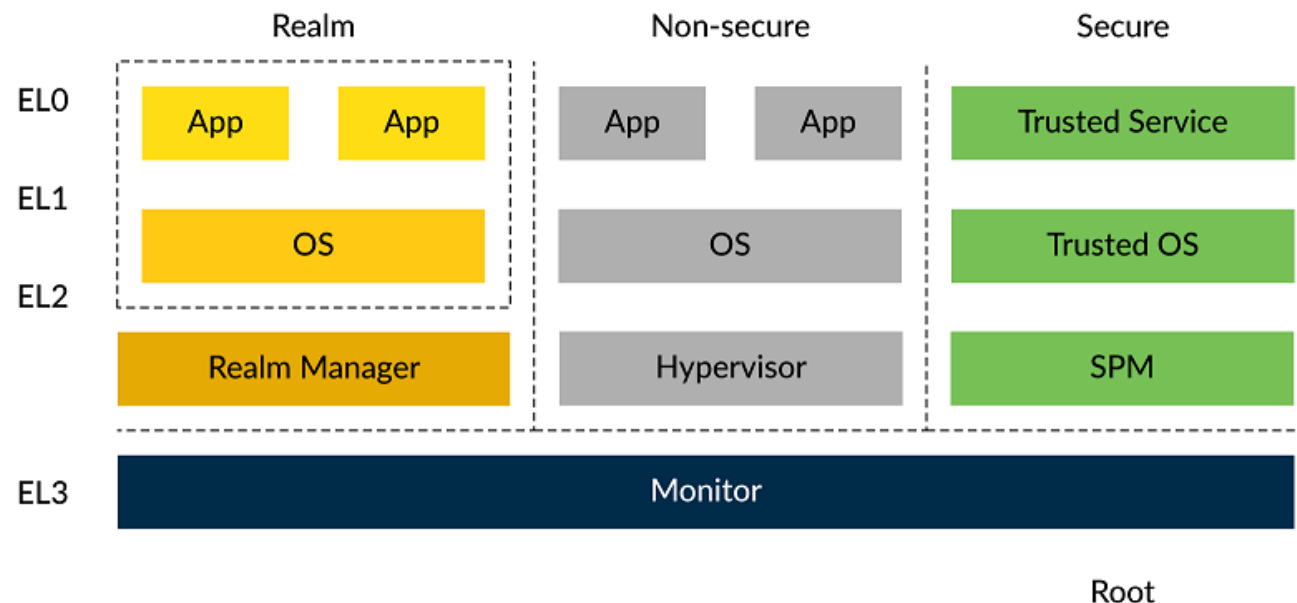 Realm Non-secure Secure
EL0
App App App App Trusted Service
EL1
OS OS Trusted OS
EL2
Realm Manager Hypervisor SPM
EL3
Monitor
Root